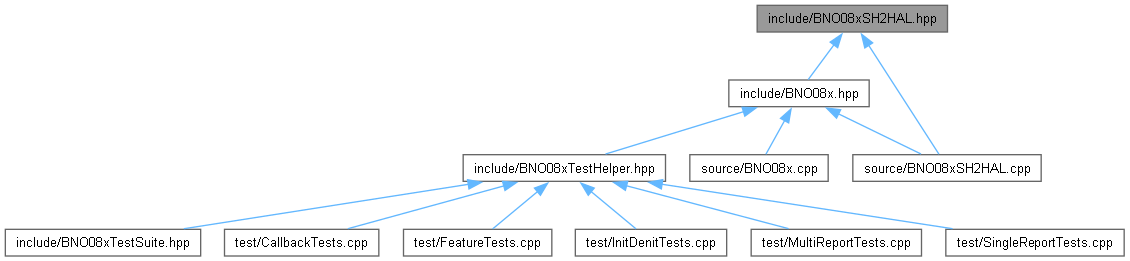 include/BNO08xSH2HAL.hpp
include/BNO08x.hpp
include/BNO08xTestHelper.hpp
source/BNO08x.cpp
source/BNO08xSH2HAL.cpp
include/BNO08xTestSuite.hpp
test/CallbackTests.cpp
test/FeatureTests.cpp
test/InitDenitTests.cpp
test/MultiReportTests.cpp
test/SingleReportTests.cpp